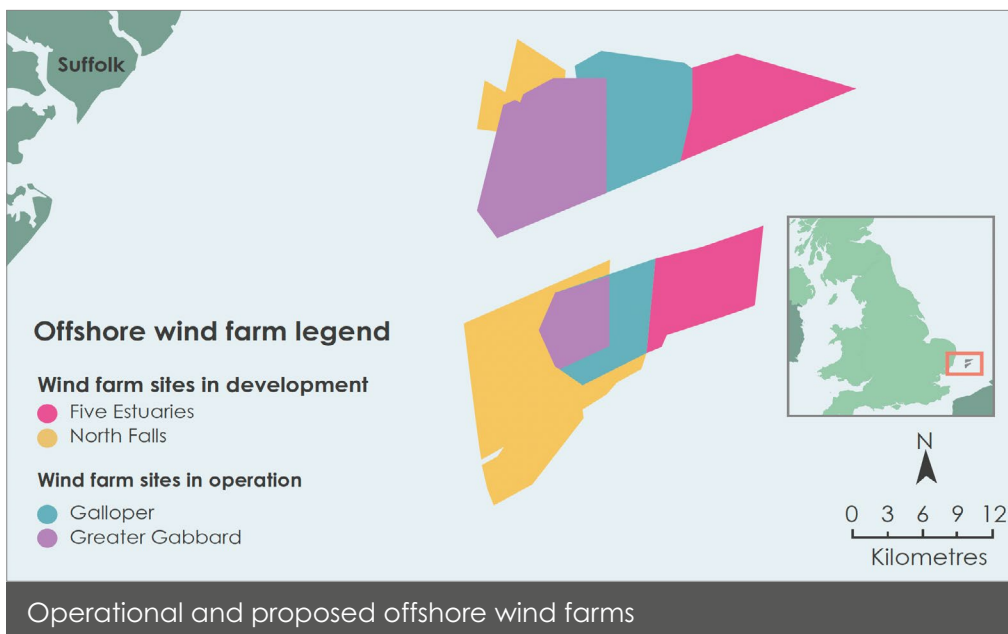 Suffolk
Offshore wind farm legend
Wind farm sites in development
Five Estuaries
North Falls
Wind farm sites in operation
Galloper
Greater Gabbard
N
0 3 6 9 12
Kilometres
Operational and proposed offshore wind farms